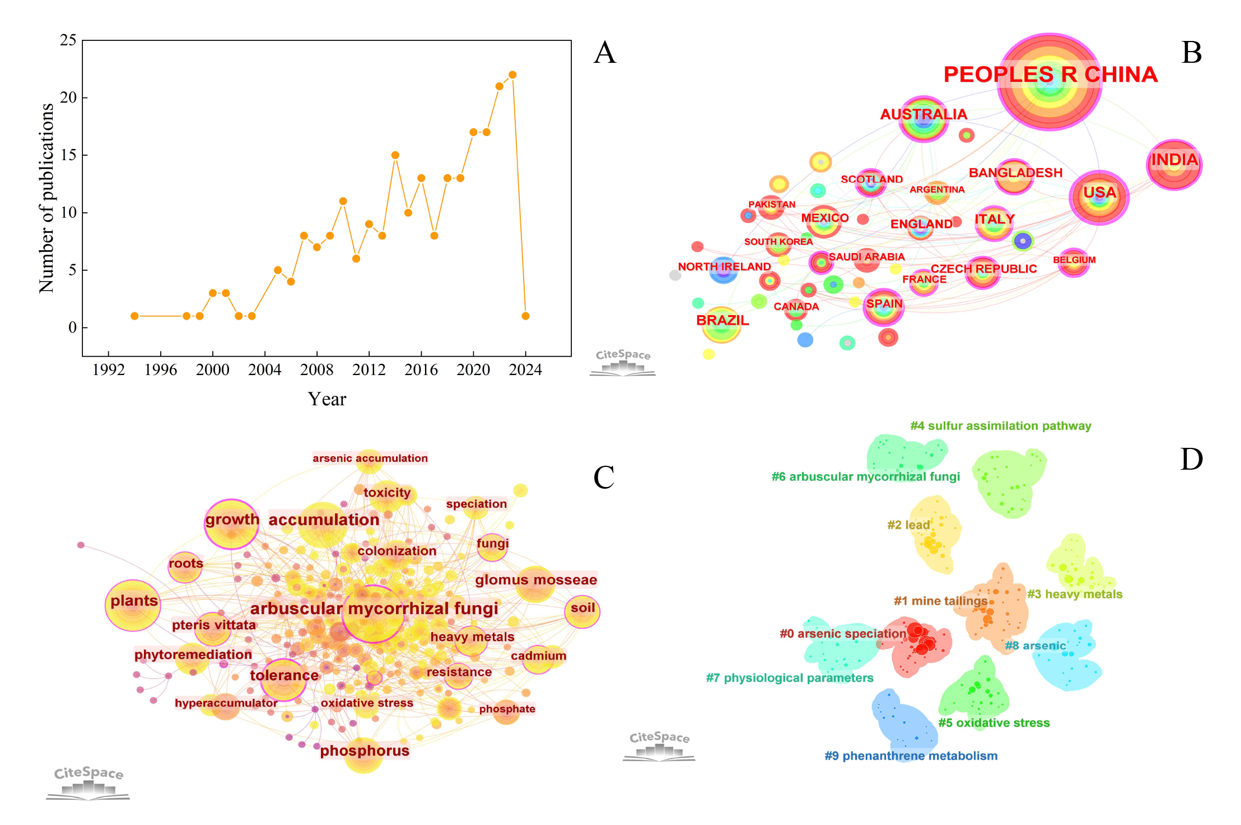 A
25
20
15
10
5
0
Number of publications
1992
1996
2000
2004
2008
2012
2016
2020
2024
Year
B
PEOPLES R CHINA
AUSTRALIA
INDIA
BANGLADESH
SCOTLAND
ARGENTINA
USA
PAKISTAN
MEXICO
ENGLAND
ITALY
SOUTH KOREA
SAUDI ARABIA
BELGIUM
NORTH IRELAND
FRANCE
CZECH REPUBLIC
CANADA
SPAIN
BRAZIL
CiteSpace
C
arsenic accumulation
toxicity
speciation
growth
accumulation
fungi
colonization
roots
glomus mosseae
plants
arbuscular mycorrhizal fungi
soil
pteris vittata
heavy metals
phytoremediation
cadmium
tolerance
resistance
hyperaccumulator
oxidative stress
phosphate
phosphorus
CiteSpace
D
#4 sulfur assimilation pathway
#6 arbuscular mycorrhizal fungi
#2 lead
#3 heavy metals
#1 mine tailings
#0 arsenic speciation
#8 arsenic
#7 physiological parameters
#5 oxidative stress
#9 phenanthrene metabolism
CiteSpace